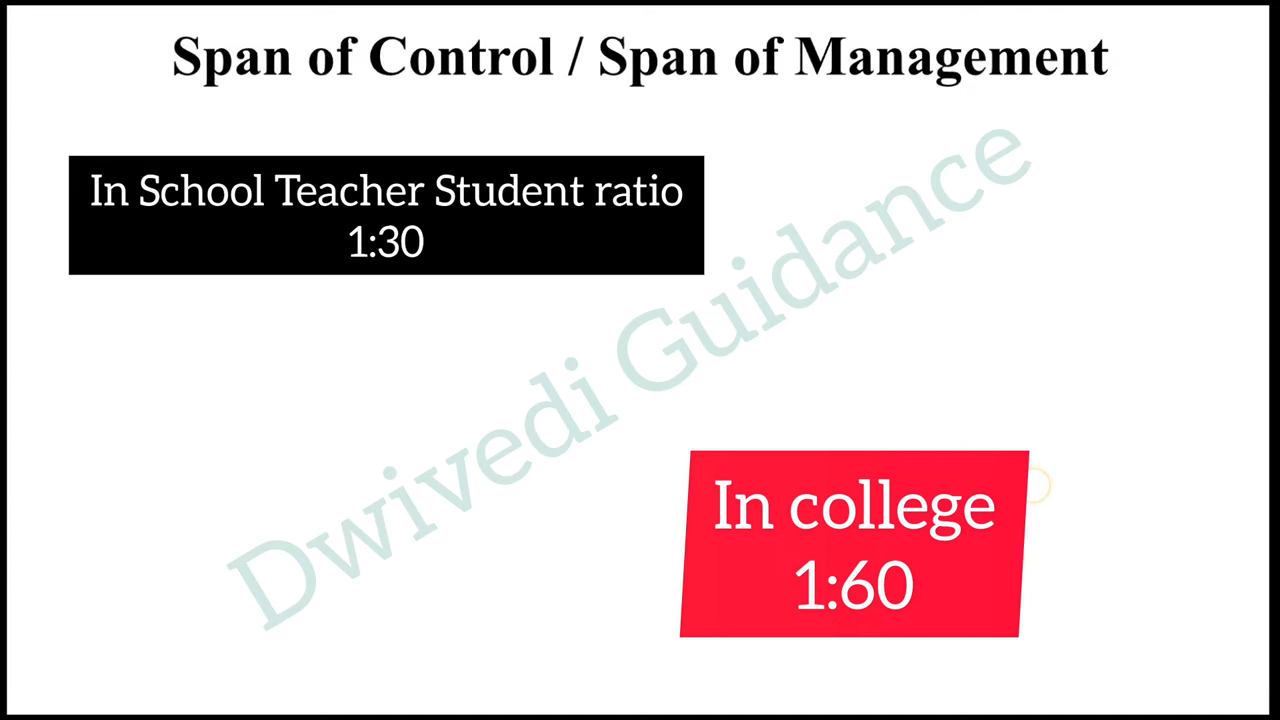 Span of Control / Span of Management
In School Teacher Student ratio
1:30
Dwivedi Guidance
In college
1:60